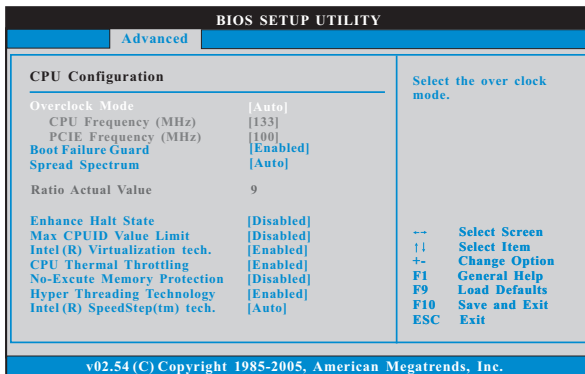 BIOS SETUP UTILITY
Advanced
CPU Configuration
Overclock Mode [Auto]
CPU Frequency (MHz) [133]
PCIE Frequency (MHz) [100]
Boot Failure Guard [Enabled]
Spread Spectrum [Auto]
Ratio Actual Value 9
Enhance Halt State [Disabled]
Max CPUID Value Limit [Disabled]
Intel (R) Virtualization tech. [Enabled]
CPU Thermal Throttling [Enabled]
No-Excute Memory Protection [Disabled]
Hyper Threading Technology [Enabled]
Intel (R) SpeedStep(tm) tech. [Auto]
Select the over clock
mode.
←→ Select Screen
↑↓ Select Item
+- Change Option
F1 General Help
F9 Load Defaults
F10 Save and Exit
ESC Exit
v02.54 (C) Copyright 1985-2005, American Megatrends, Inc.